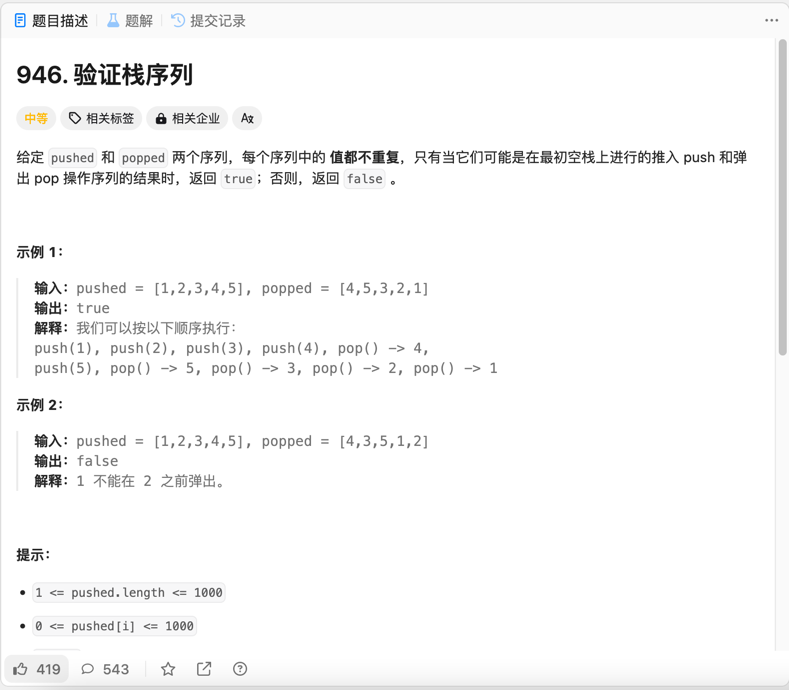 题目描述 题解 提交记录
946. 验证栈序列
中等 相关标签 相关企业
给定 pushed 和 popped 两个序列，每个序列中的 值都不重复，只有当它们可能是在最初空栈上进行的推入 push 和弹
出 pop 操作序列的结果时，返回 true；否则，返回 false 。
示例 1：
输入：pushed = [1,2,3,4,5], popped = [4,5,3,2,1]
输出：true
解释：我们可以按以下顺序执行：
push(1), push(2), push(3), push(4), pop() -> 4,
push(5), pop() -> 5, pop() -> 3, pop() -> 2, pop() -> 1
示例 2：
输入：pushed = [1,2,3,4,5], popped = [4,3,5,1,2]
输出：false
解释：1 不能在 2 之前弹出。
提示：
• 1 <= pushed.length <= 1000
• 0 <= pushed[i] <= 1000
419 543